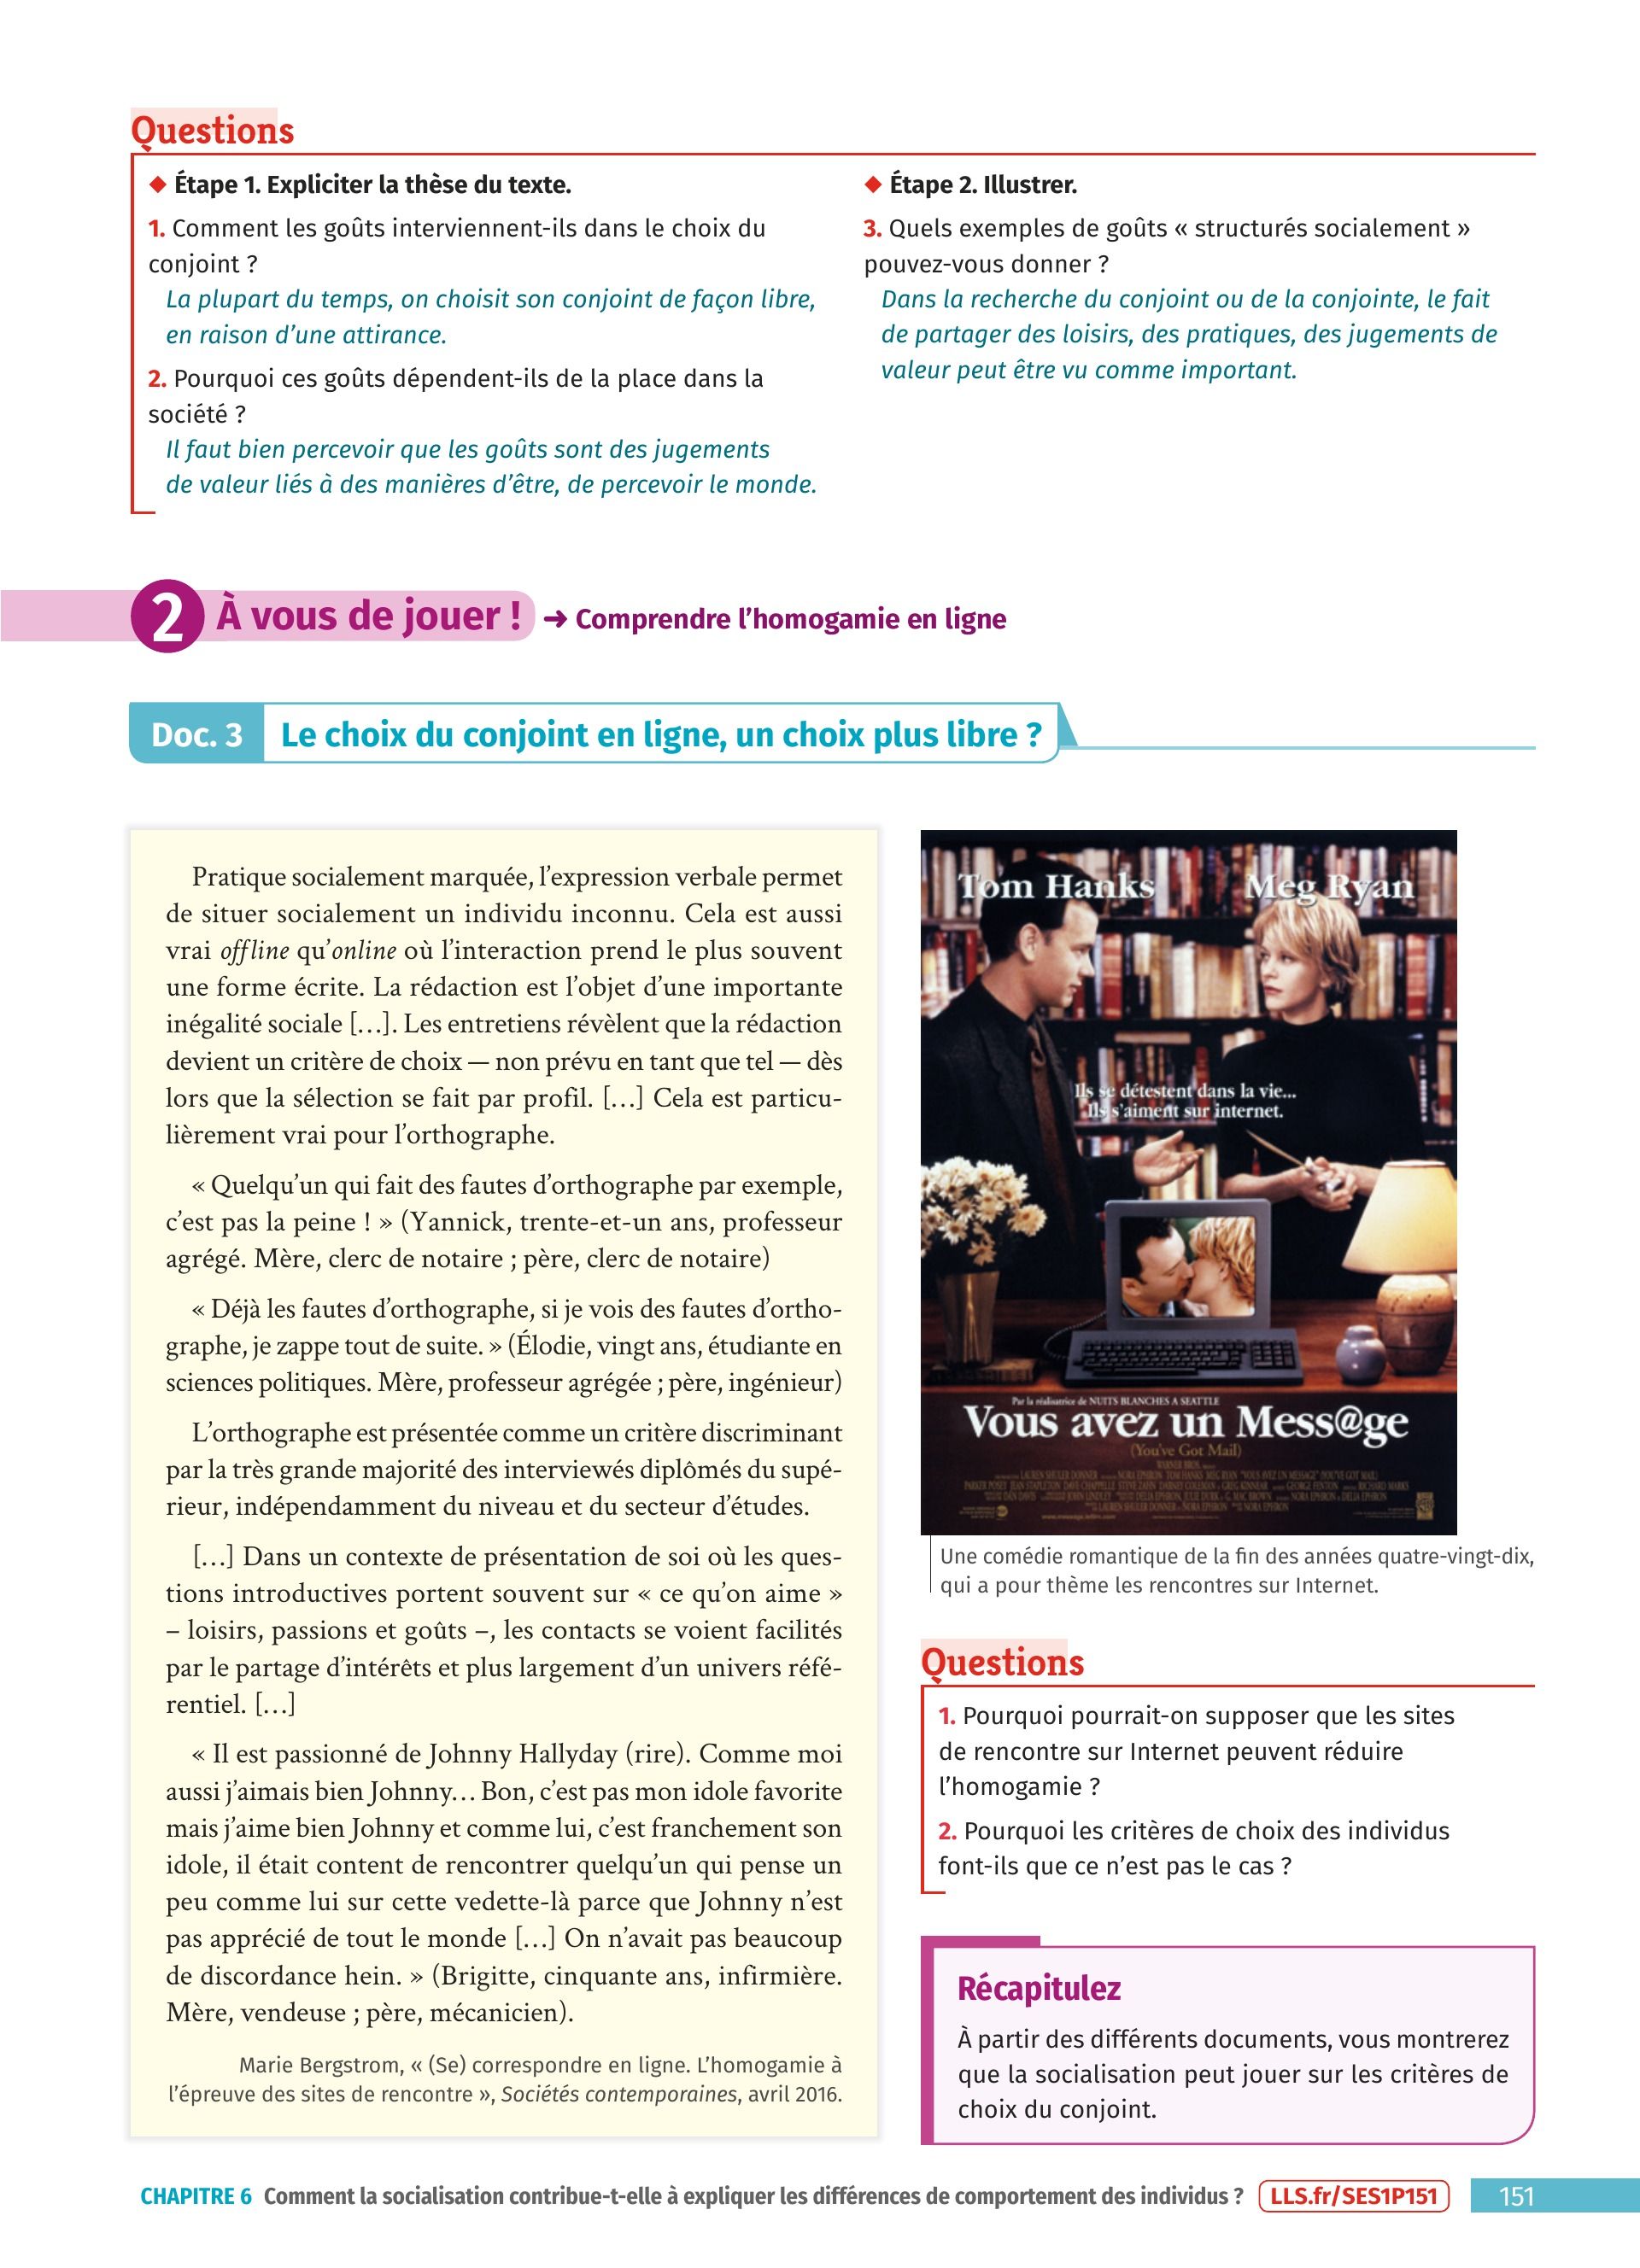 Questions
◆ Étape 1. Expliciter la thèse du texte.
1. Comment les goûts interviennent-ils dans le choix du
conjoint ?
La plupart du temps, on choisit son conjoint de façon libre,
en raison d’une attirance.
2. Pourquoi ces goûts dépendent-ils de la place dans la
société ?
Il faut bien percevoir que les goûts sont des jugements
de valeur liés à des manières d’être, de percevoir le monde.
◆ Étape 2. Illustrer.
3. Quels exemples de goûts « structurés socialement »
pouvez-vous donner ?
Dans la recherche du conjoint ou de la conjointe, le fait
de partager des loisirs, des pratiques, des jugements de
valeur peut être vu comme important.
2 À vous de jouer ! → Comprendre l’homogamie en ligne
Doc. 3 Le choix du conjoint en ligne, un choix plus libre ?
Pratique socialement marquée, l’expression verbale permet
de situer socialement un individu inconnu. Cela est aussi
vrai offline qu’online où l’interaction prend le plus souvent
une forme écrite. La rédaction est l’objet d’une importante
inégalité sociale […]. Les entretiens révèlent que la rédaction
devient un critère de choix — non prévu en tant que tel — dès
lors que la sélection se fait par profil. […] Cela est particu-
lièrement vrai pour l’orthographe.
« Quelqu’un qui fait des fautes d’orthographe par exemple,
c’est pas la peine ! » (Yannick, trente-et-un ans, professeur
agrégé. Mère, clerc de notaire ; père, clerc de notaire)
« Déjà les fautes d’orthographe, si je vois des fautes d’ortho-
graphe, je zappe tout de suite. » (Élodie, vingt ans, étudiante en
sciences politiques. Mère, professeur agrégée ; père, ingénieur)
L’orthographe est présentée comme un critère discriminant
par la très grande majorité des interviewés diplômés du supé-
rieur, indépendamment du niveau et du secteur d’études.
[…] Dans un contexte de présentation de soi où les ques-
tions introductives portent souvent sur « ce qu’on aime »
– loisirs, passions et goûts –, les contacts se voient facilités
par le partage d’intérêts et plus largement d’un univers réfé-
rentiel. […]
« Il est passionné de Johnny Hallyday (rire). Comme moi
aussi j’aimais bien Johnny… Bon, c’est pas mon idole favorite
mais j’aime bien Johnny et comme lui, c’est franchement son
idole, il était content de rencontrer quelqu’un qui pense un
peu comme lui sur cette vedette-là parce que Johnny n’est
pas apprécié de tout le monde […] On n’avait pas beaucoup
de discordance hein. » (Brigitte, cinquante ans, infirmière.
Mère, vendeuse ; père, mécanicien).
Marie Bergstrom, « (Se) correspondre en ligne. L’homogamie à
l’épreuve des sites de rencontre », Sociétés contemporaines, avril 2016.
Tom Hanks Meg Ryan
Ils se détestent dans la vie...
Ils s'aiment sur internet.
Par la réalisatrice de NUITS BLANCHES A SEATTLE
Vous avez un Mess@ge
(You've Got Mail)
Une comédie romantique de la fin des années quatre-vingt-dix,
qui a pour thème les rencontres sur Internet.
Questions
1. Pourquoi pourrait-on supposer que les sites
de rencontre sur Internet peuvent réduire
l’homogamie ?
2. Pourquoi les critères de choix des individus
font-ils que ce n’est pas le cas ?
Récapitulez
À partir des différents documents, vous montrerez
que la socialisation peut jouer sur les critères de
choix du conjoint.
CHAPITRE 6 Comment la socialisation contribue-t-elle à expliquer les différences de comportement des individus ? LLS.fr/SES1P151 151